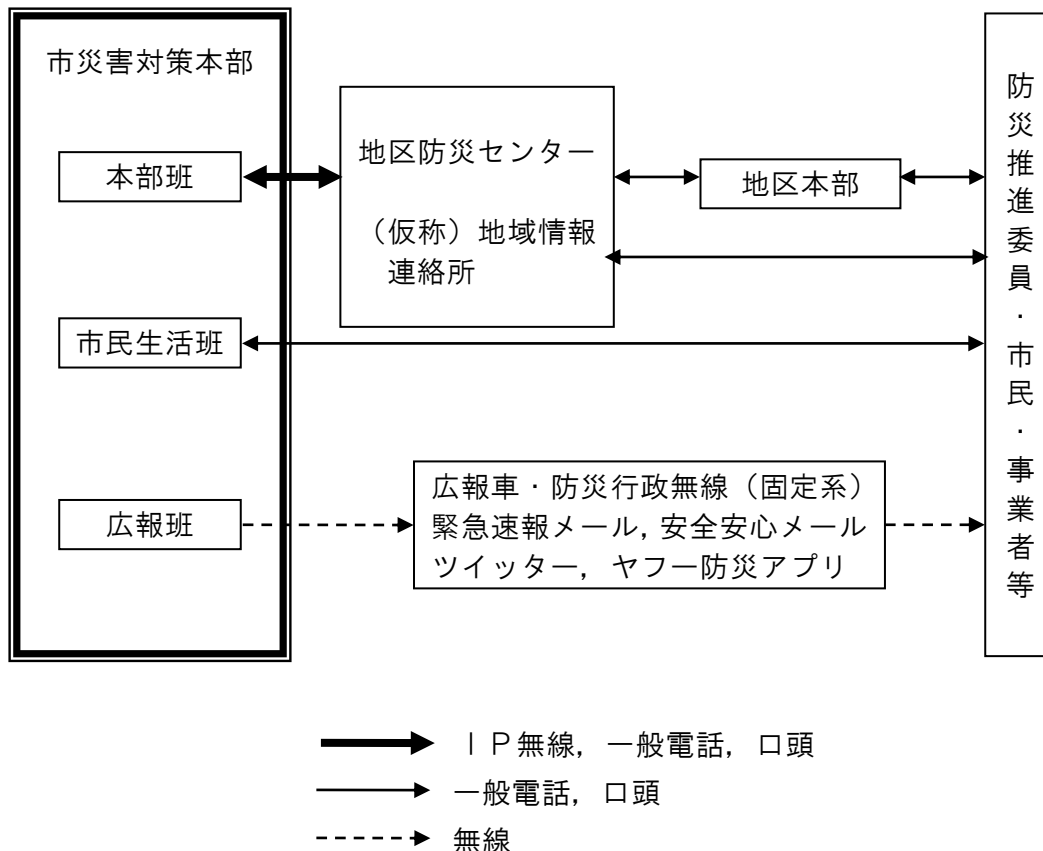 市災害対策本部
本部班
市民生活班
広報班
地区防災センター
（仮称）地域情報
連絡所
地区本部
広報車・防災行政無線（固定系）
緊急速報メール，安全安心メール
ツイッター，ヤフー防災アプリ
防災推進委員・市民・事業者等
ＩＰ無線，一般電話，口頭
一般電話，口頭
無線